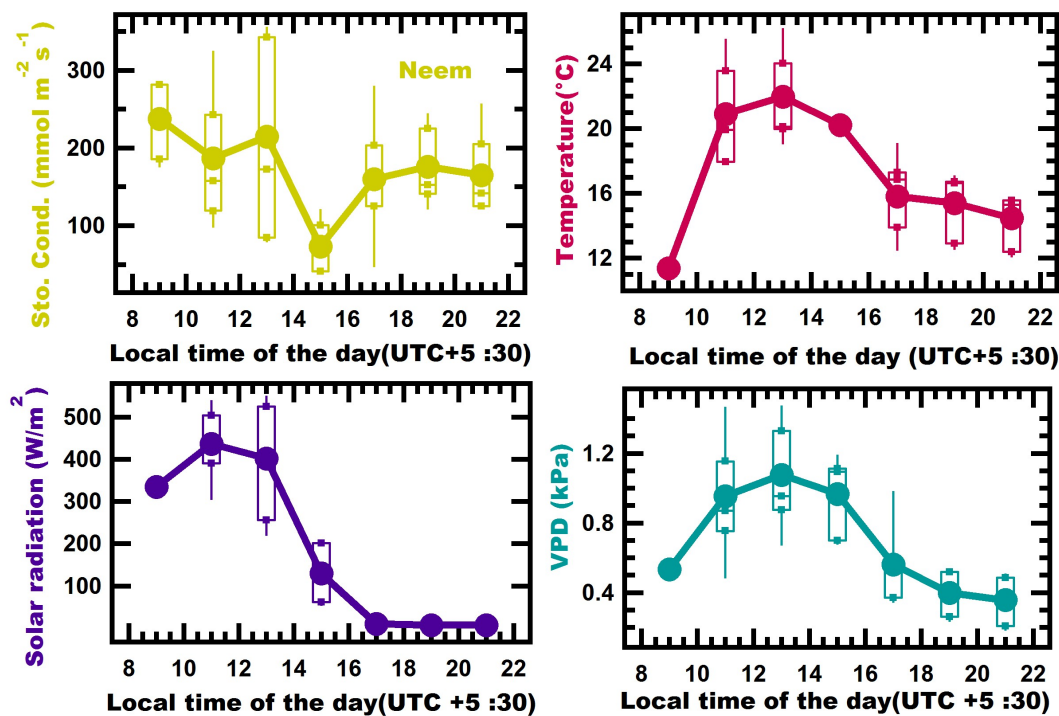 Sto. Cond. (mmol m⁻² s⁻¹)
300
200
100
Neem
8 10 12 14 16 18 20 22
Local time of the day(UTC+5 :30)
Temperature(°C)
24
20
16
12
8 10 12 14 16 18 20 22
Local time of the day (UTC+5 :30)
Solar radiation (W/m²)
500
400
300
200
100
8 10 12 14 16 18 20 22
Local time of the day(UTC +5 :30)
VPD (kPa)
1.2
0.8
0.4
8 10 12 14 16 18 20 22
Local time of the day(UTC +5 :30)